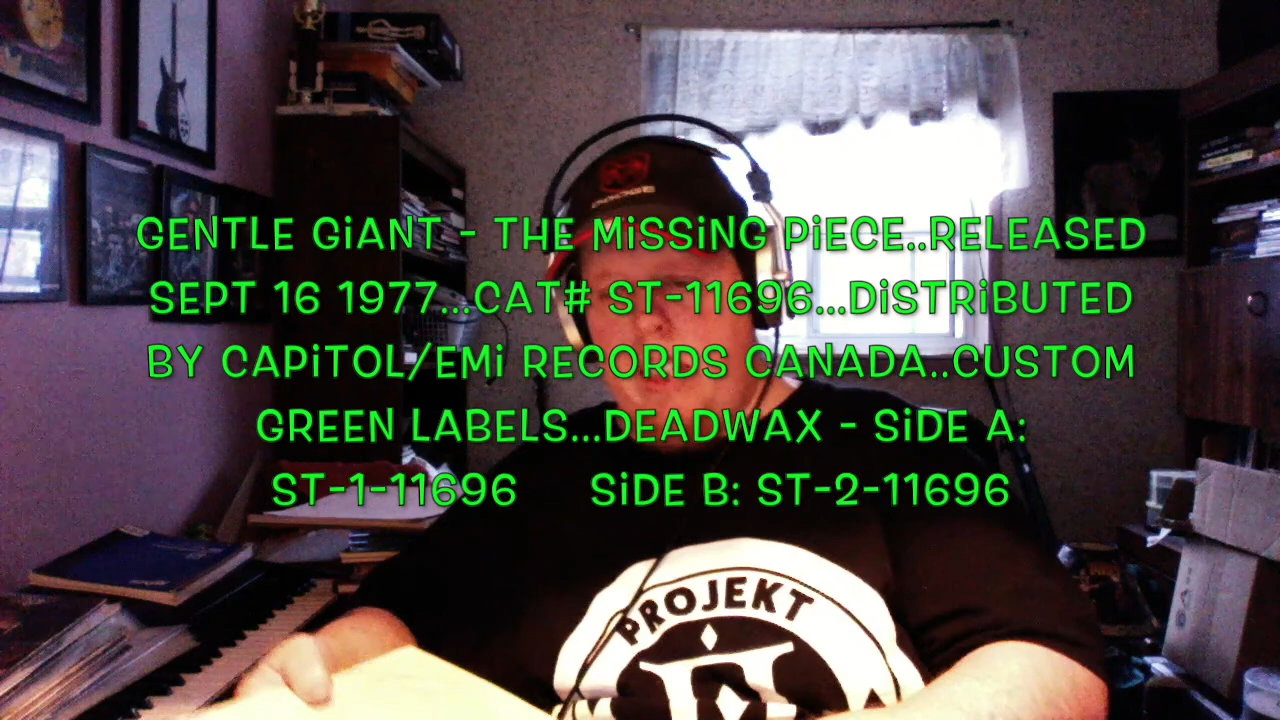 GENTLE GiANT - THE MiSSiNG PiECE..RELEASED
SEPT 16 1977...CAT# ST-11696...DiSTRiBUTED
BY CAPiTOL/EMi RECORDS CANADA..CUSTOM
GREEN LABELS...DEADWAX - SiDE A:
ST-1-11696 SiDE B: ST-2-11696
PROJEKT